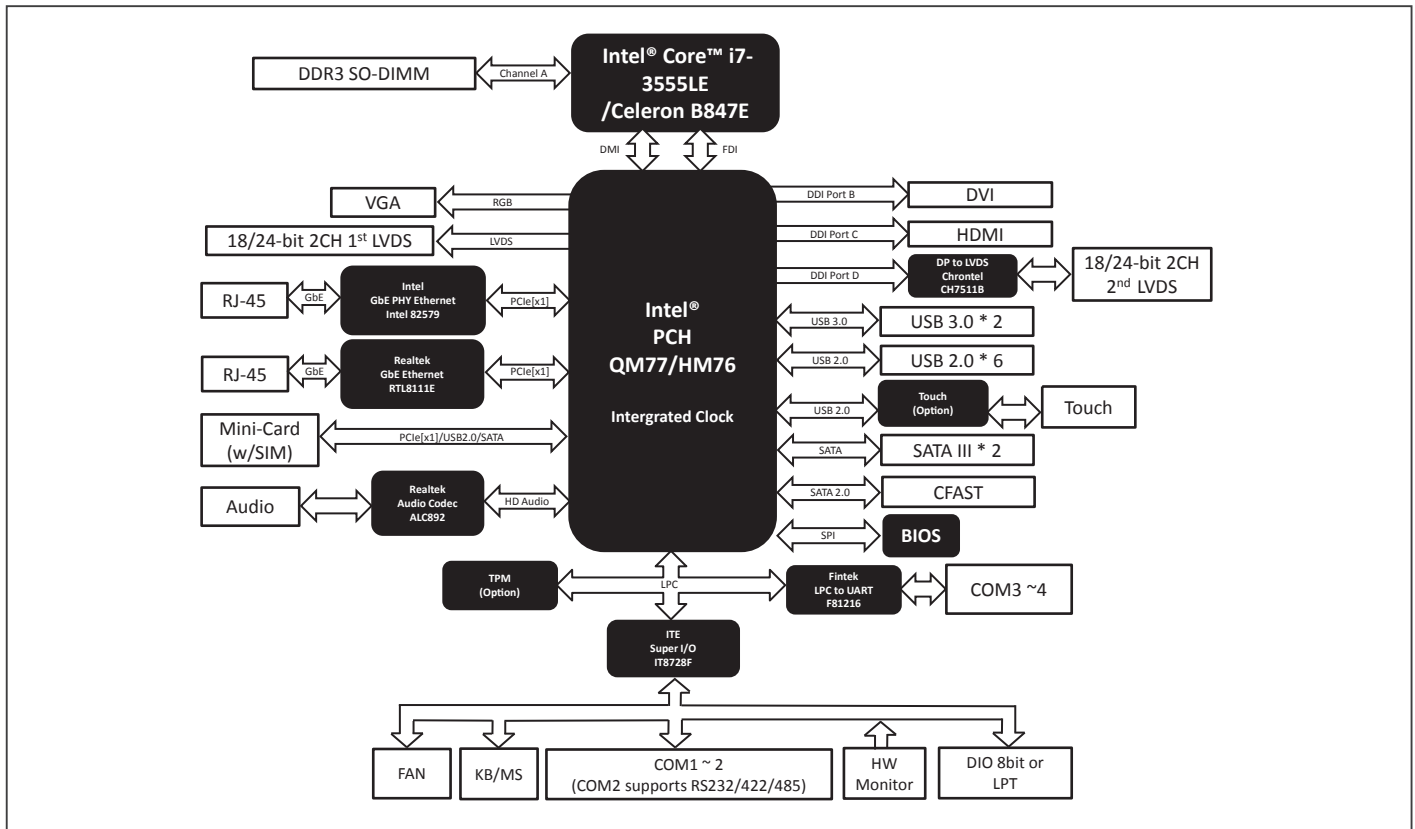 Intel® Core™ i7-
3555LE
/Celeron B847E
DDR3 SO-DIMM
Channel A
DMI
FDI
VGA
RGB
DDI Port B
DVI
18/24-bit 2CH 1st LVDS
LVDS
DDI Port C
HDMI
DDI Port D
DP to LVDS
Chrontel
CH7511B
18/24-bit 2CH
2nd LVDS
RJ-45
GbE
Intel
GbE PHY Ethernet
Intel 82579
PCIe[x1]
Intel®
PCH
QM77/HM76
Intergrated Clock
USB 3.0
USB 3.0 * 2
USB 2.0
USB 2.0 * 6
RJ-45
GbE
Realtek
GbE Ethernet
RTL8111E
PCIe[x1]
USB 2.0
Touch
(Option)
Touch
Mini-Card
(w/SIM)
PCIe[x1]/USB2.0/SATA
SATA
SATA III * 2
Audio
Realtek
Audio Codec
ALC892
HD Audio
SATA 2.0
CFAST
SPI
BIOS
TPM
(Option)
LPC
Fintek
LPC to UART
F81216
COM3 ~4
ITE
Super I/O
IT8728F
FAN
KB/MS
COM1 ~ 2
(COM2 supports RS232/422/485)
HW
Monitor
DIO 8bit or
LPT